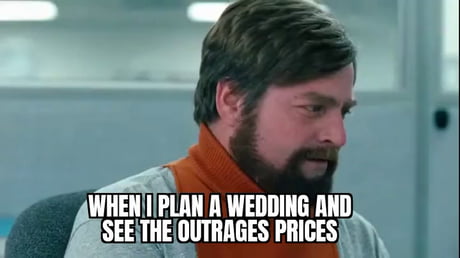 WHEN I PLAN A WEDDING AND
SEE THE OUTRAGES PRICES